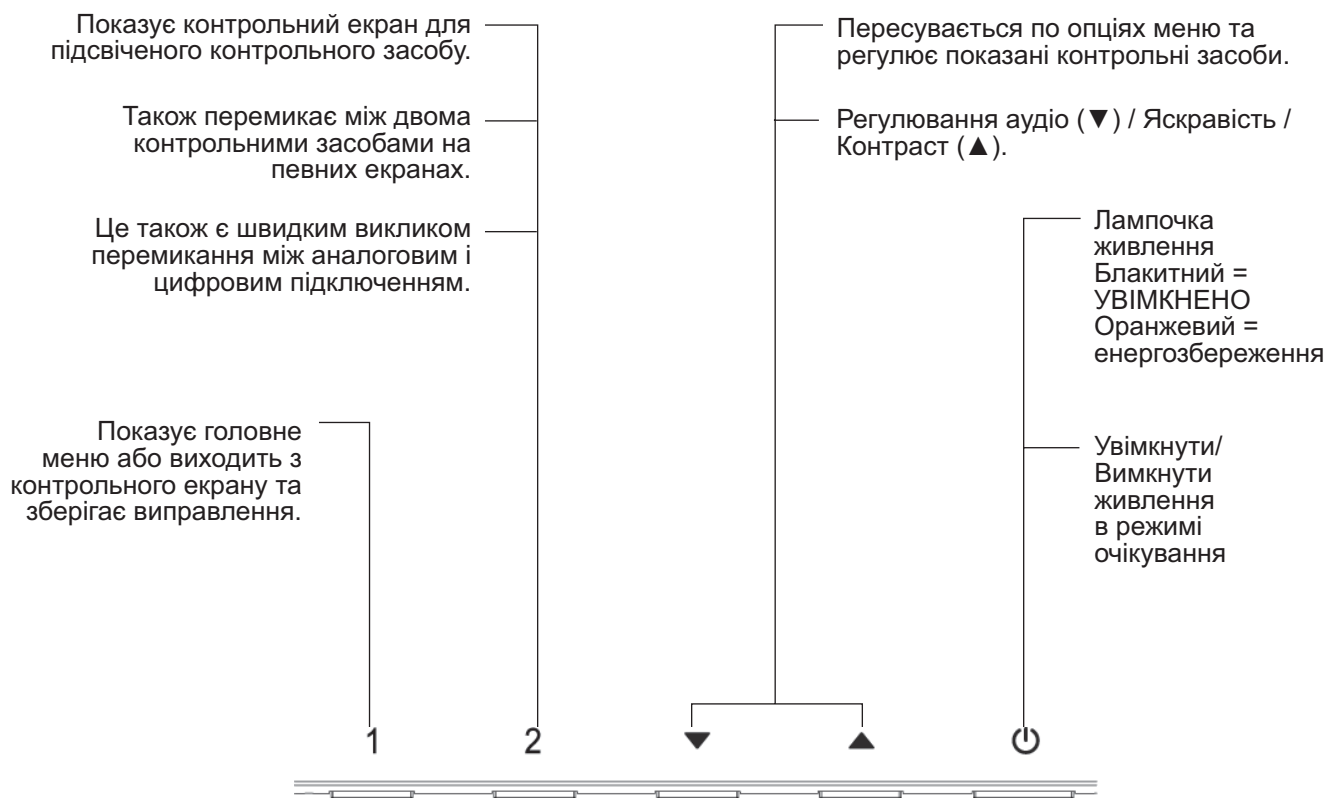 Показує контрольний екран для
підсвіченого контрольного засобу.
Також перемикає між двома
контрольними засобами на
певних екранах.
Це також є швидким викликом
перемикання між аналоговим і
цифровим підключенням.
Показує головне
меню або виходить з
контрольного екрану та
зберігає виправлення.
Пересувається по опціях меню та
регулює показані контрольні засоби.
Регулювання аудіо (▼) / Яскравість /
Контраст (▲).
Лампочка
живлення
Блакитний =
УВІМКНЕНО
Оранжевий =
енергозбереження
Увімкнути/
Вимкнути
живлення
в режимі
очікування
1 2 ▼ ▲ ⏻